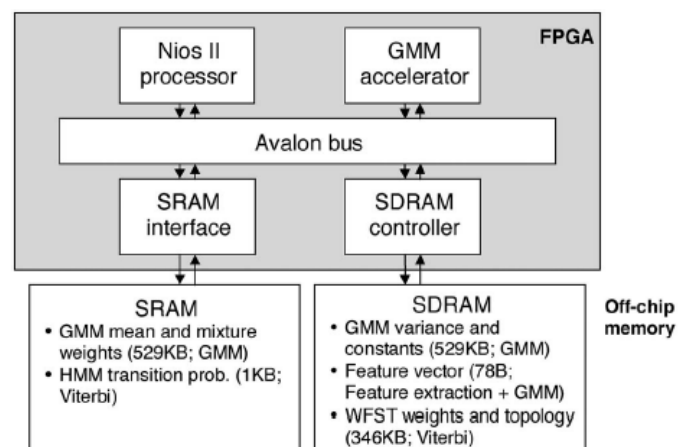 FPGA
Nios II
processor
GMM
accelerator
Avalon bus
SRAM
interface
SDRAM
controller
Off-chip
memory
SRAM
• GMM mean and mixture
weights (529KB; GMM)
• HMM transition prob. (1KB;
Viterbi)
SDRAM
• GMM variance and
constants (529KB; GMM)
• Feature vector (78B;
Feature extraction + GMM)
• WFST weights and topology
(346KB; Viterbi)